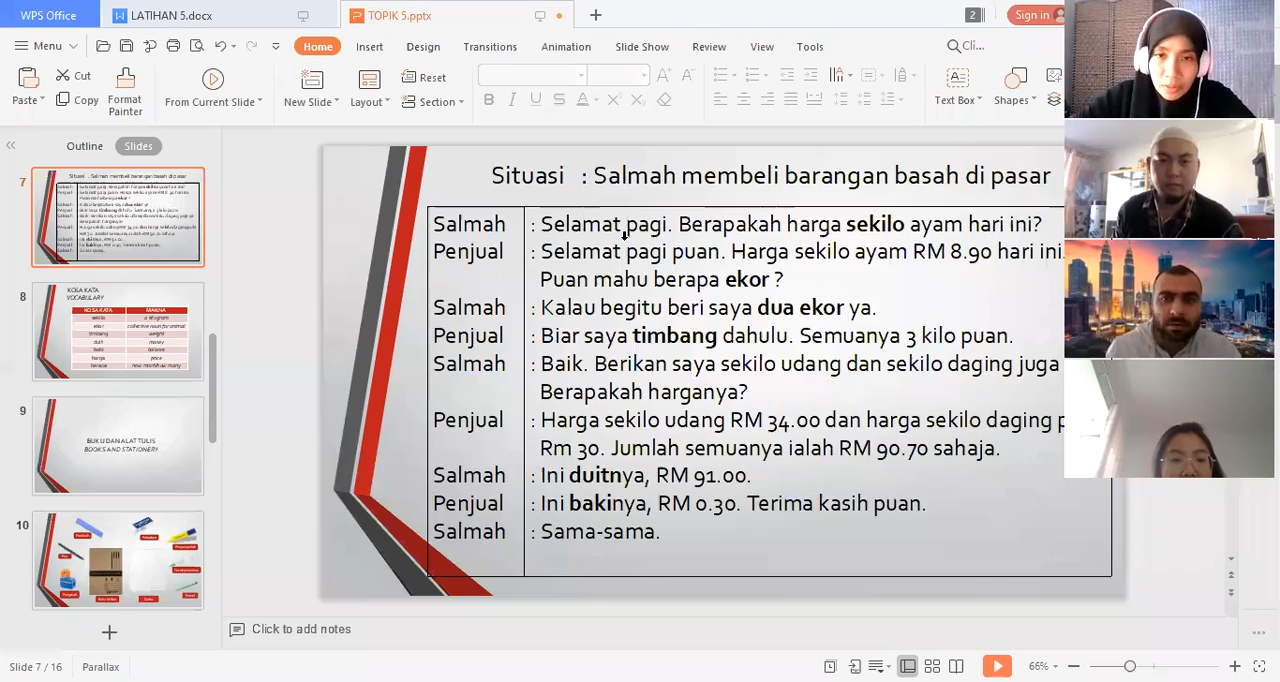 WPS Office
LATIHAN 5.docx
TOPIK 5.pptx
2
Sign in
Menu
Home
Insert
Design
Transitions
Animation
Slide Show
Review
View
Tools
Cli...
Paste
Cut
Copy
Format
Painter
From Current Slide
New Slide
Layout
Reset
Section
Text Box
Shapes
Outline
Slides
7
8
KOSA KATA
VOCABULARY
KOSA KATA MAKNA
9
BUKU DAN ALAT TULIS
BOOKS AND STATIONERY
10
Situasi : Salmah membeli barangan basah di pasar
Salmah : Selamat pagi. Berapakah harga sekilo ayam hari ini?
Penjual : Selamat pagi puan. Harga sekilo ayam RM 8.90 hari ini.
Puan mahu berapa ekor ?
Salmah : Kalau begitu beri saya dua ekor ya.
Penjual : Biar saya timbang dahulu. Semuanya 3 kilo puan.
Salmah : Baik. Berikan saya sekilo udang dan sekilo daging juga
Berapakah harganya?
Penjual : Harga sekilo udang RM 34.00 dan harga sekilo daging
Rm 30. Jumlah semuanya ialah RM 90.70 sahaja.
Salmah : Ini duitnya, RM 91.00.
Penjual : Ini bakinya, RM 0.30. Terima kasih puan.
Salmah : Sama-sama.
Click to add notes
Slide 7 / 16
Parallax
66%